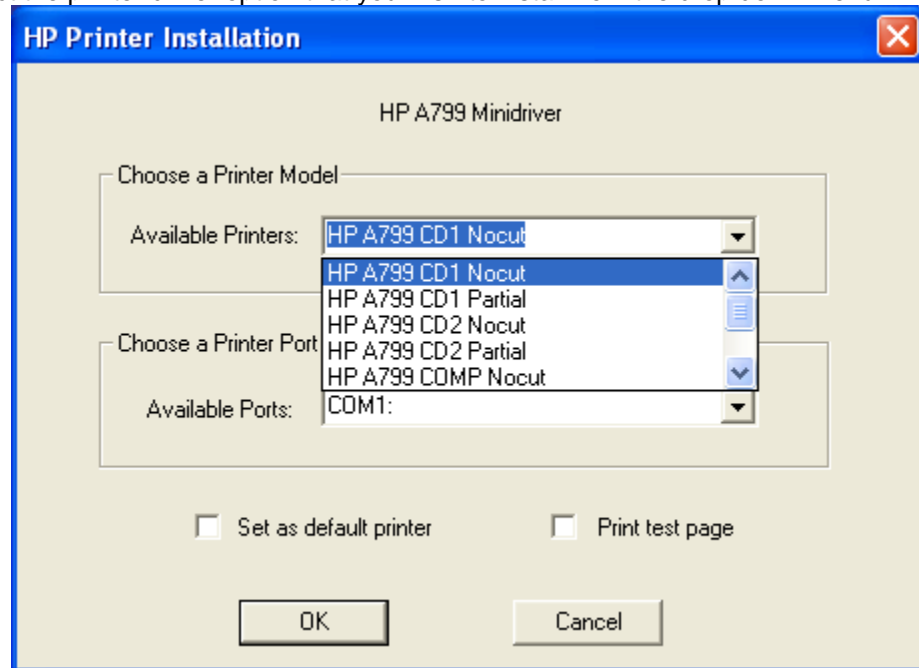 HP Printer Installation
HP A799 Minidriver
Choose a Printer Model
Available Printers: HP A799 CD1 Nocut
HP A799 CD1 Nocut
HP A799 CD1 Partial
HP A799 CD2 Nocut
HP A799 CD2 Partial
HP A799 COMP Nocut
Choose a Printer Port
Available Ports: COM1:
Set as default printer Print test page
OK Cancel